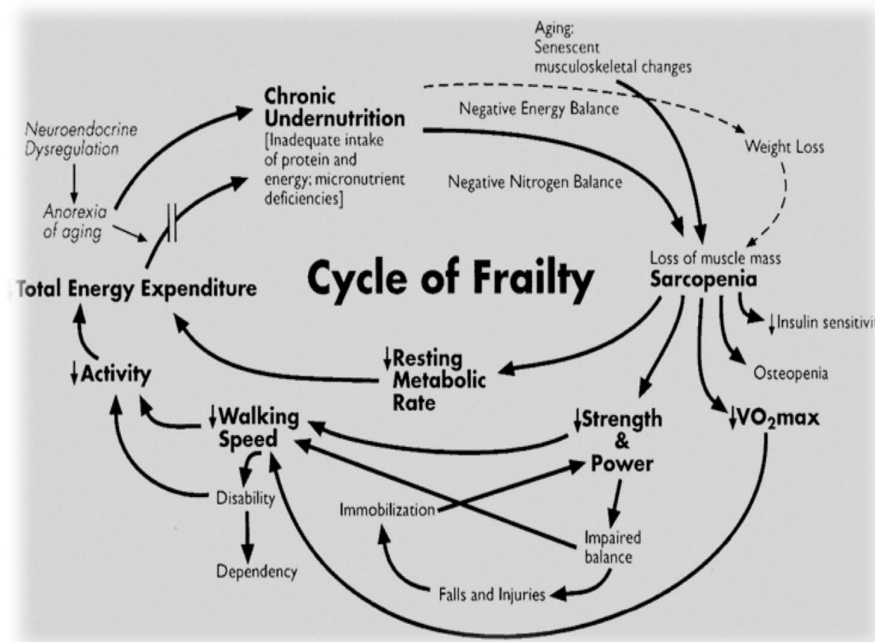 Aging:
Senescent
musculoskeletal changes
Chronic
Undernutrition
[Inadequate intake
of protein and
energy; micronutrient
deficiencies]
Negative Energy Balance
Neuroendocrine
Dysregulation
Weight Loss
Negative Nitrogen Balance
Anorexia
of aging
Loss of muscle mass
Sarcopenia
Cycle of Frailty
↓Total Energy Expenditure
↓Insulin sensitivi
↓Resting
Metabolic
Rate
↓Activity
Osteopenia
↓Walking
Speed
↓Strength
&
Power
↓VO₂max
Disability
Immobilization
Impaired
balance
Dependency
Falls and Injuries